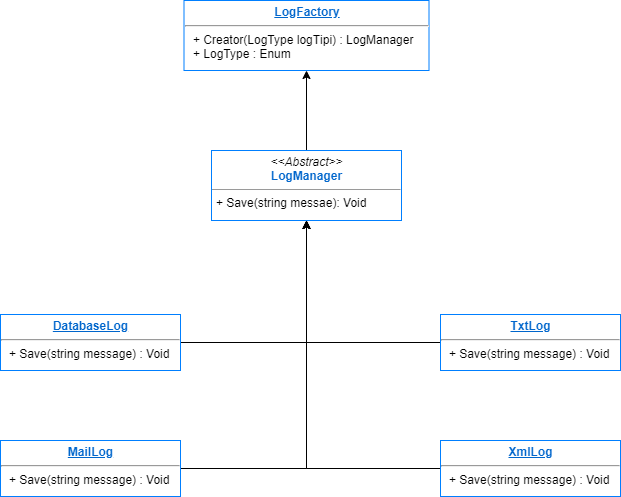 LogFactory
+ Creator(LogType logTipi) : LogManager
+ LogType : Enum
<<Abstract>>
LogManager
+ Save(string messae): Void
DatabaseLog
+ Save(string message) : Void
TxtLog
+ Save(string message) : Void
MailLog
+ Save(string message) : Void
XmlLog
+ Save(string message) : Void